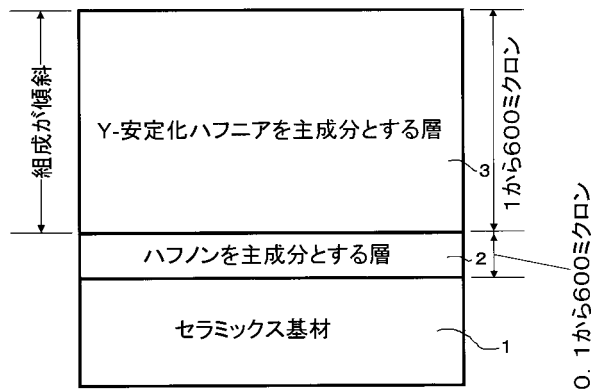 組成が傾斜
Y-安定化ハフニアを主成分とする層
3
1から600ミクロン
ハフノンを主成分とする層
2
0. 1から600ミクロン
セラミックス基材
1